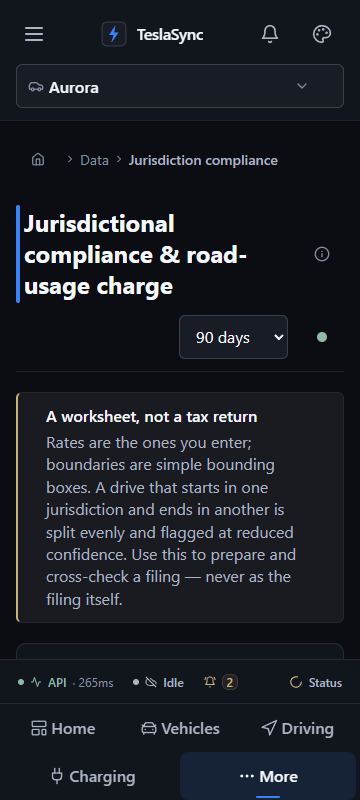 TeslaSync
Aurora
Data
Jurisdiction compliance
Jurisdictional
compliance & road-
usage charge
90 days
A worksheet, not a tax return
Rates are the ones you enter;
boundaries are simple bounding
boxes. A drive that starts in one
jurisdiction and ends in another is
split evenly and flagged at reduced
confidence. Use this to prepare and
cross-check a filing — never as the
filing itself.
API · 265ms
Idle
2
Status
Home
Vehicles
Driving
Charging
More